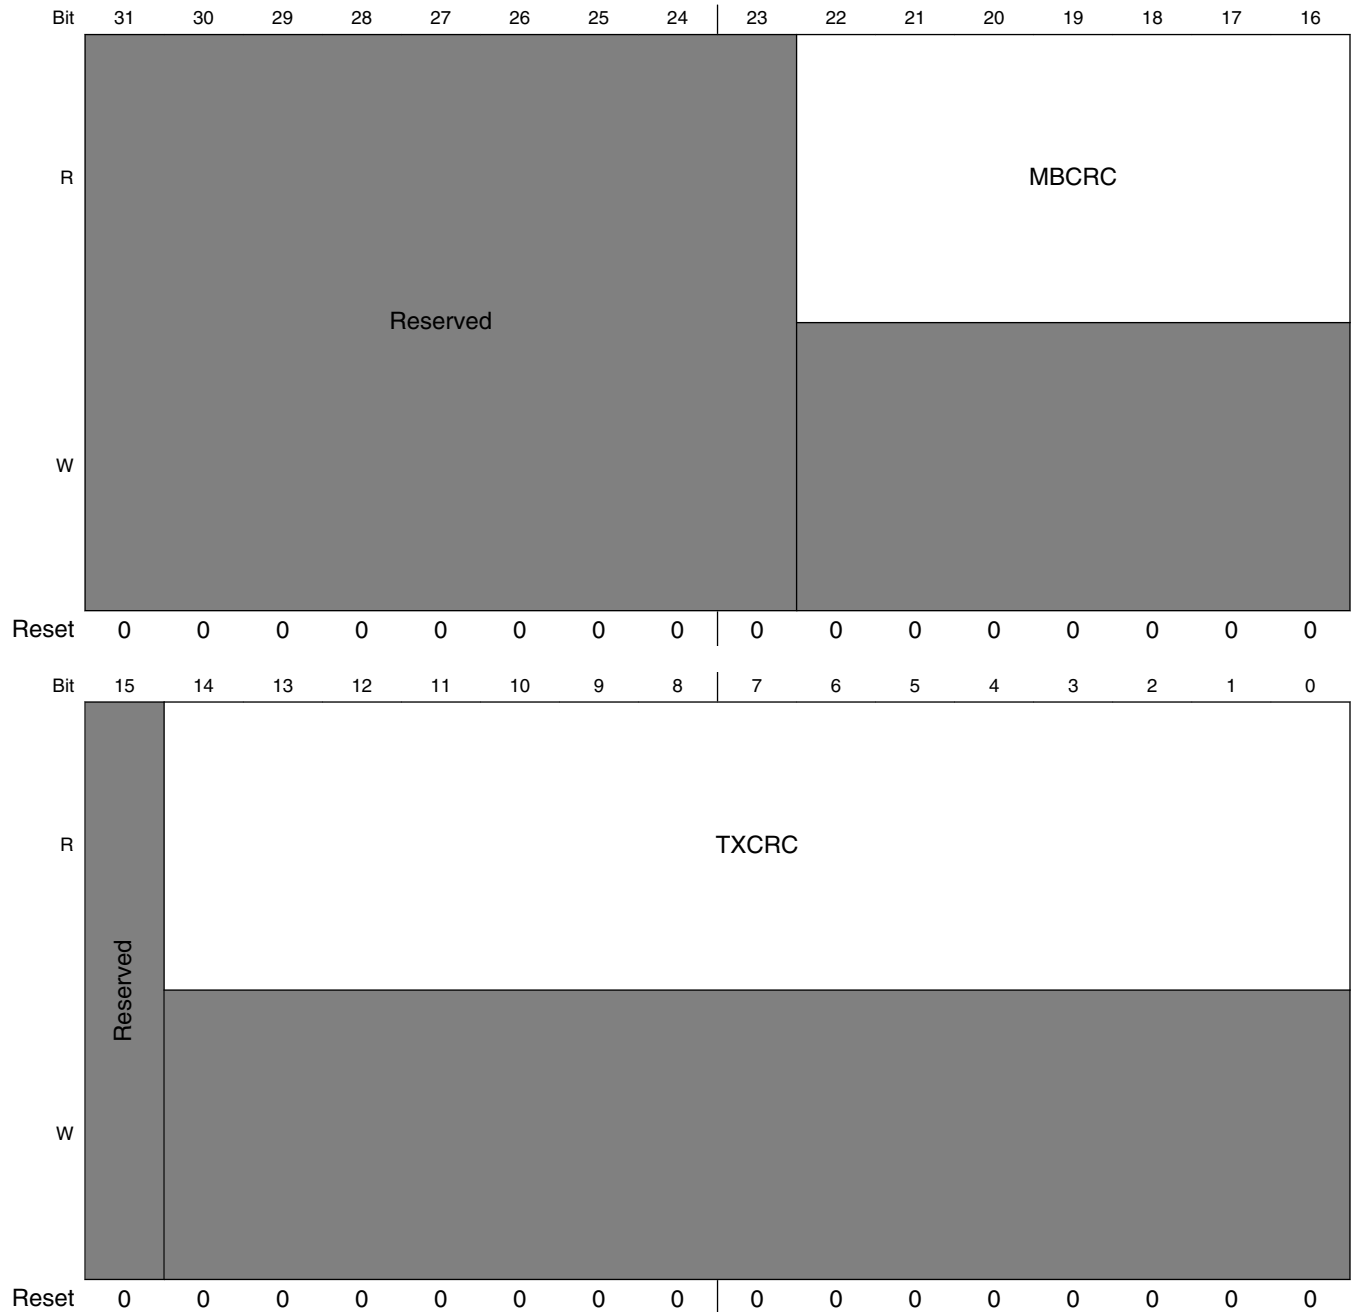 Bit 31 30 29 28 27 26 25 24 23 22 21 20 19 18 17 16
R MBCRC
Reserved
W
Reset 0 0 0 0 0 0 0 0 0 0 0 0 0 0 0 0
Bit 15 14 13 12 11 10 9 8 7 6 5 4 3 2 1 0
R TXCRC
Reserved
W
Reset 0 0 0 0 0 0 0 0 0 0 0 0 0 0 0 0